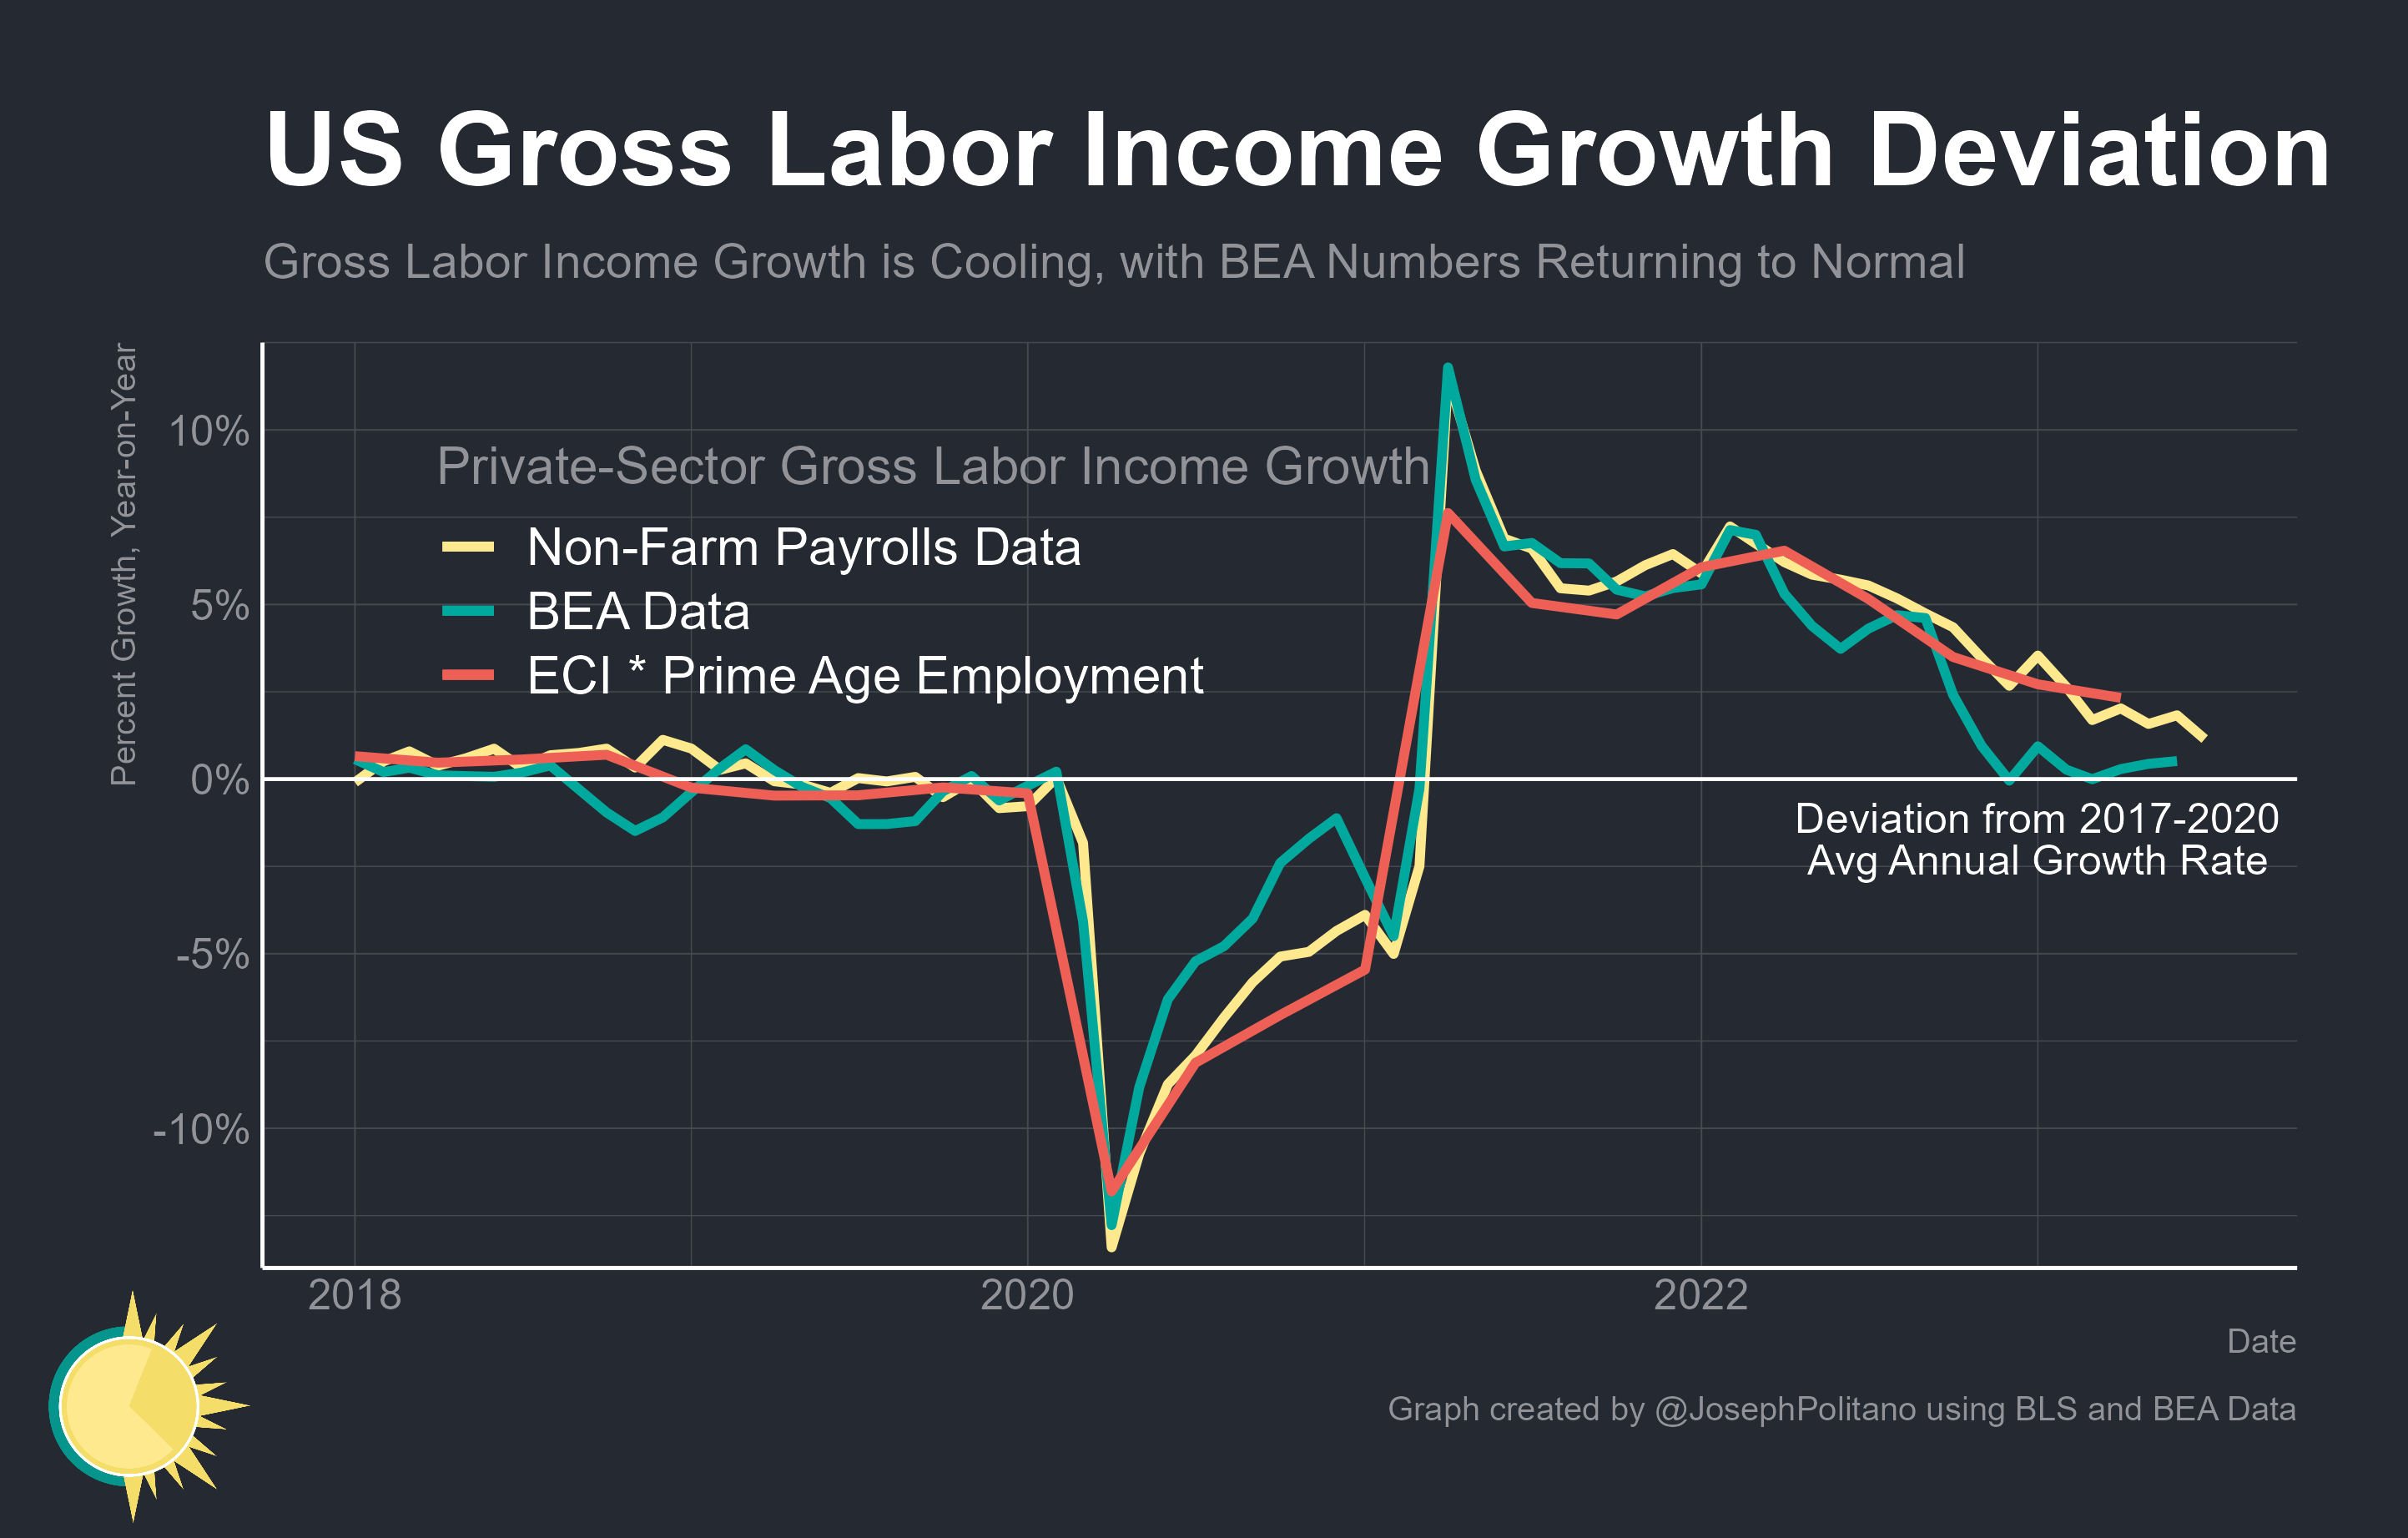 US Gross Labor Income Growth Deviation
Gross Labor Income Growth is Cooling, with BEA Numbers Returning to Normal
Percent Growth, Year-on-Year
10%
5%
0%
-5%
-10%
Private-Sector Gross Labor Income Growth
Non-Farm Payrolls Data
BEA Data
ECI * Prime Age Employment
Deviation from 2017-2020
Avg Annual Growth Rate
2018
2020
2022
Date
Graph created by @JosephPolitano using BLS and BEA Data